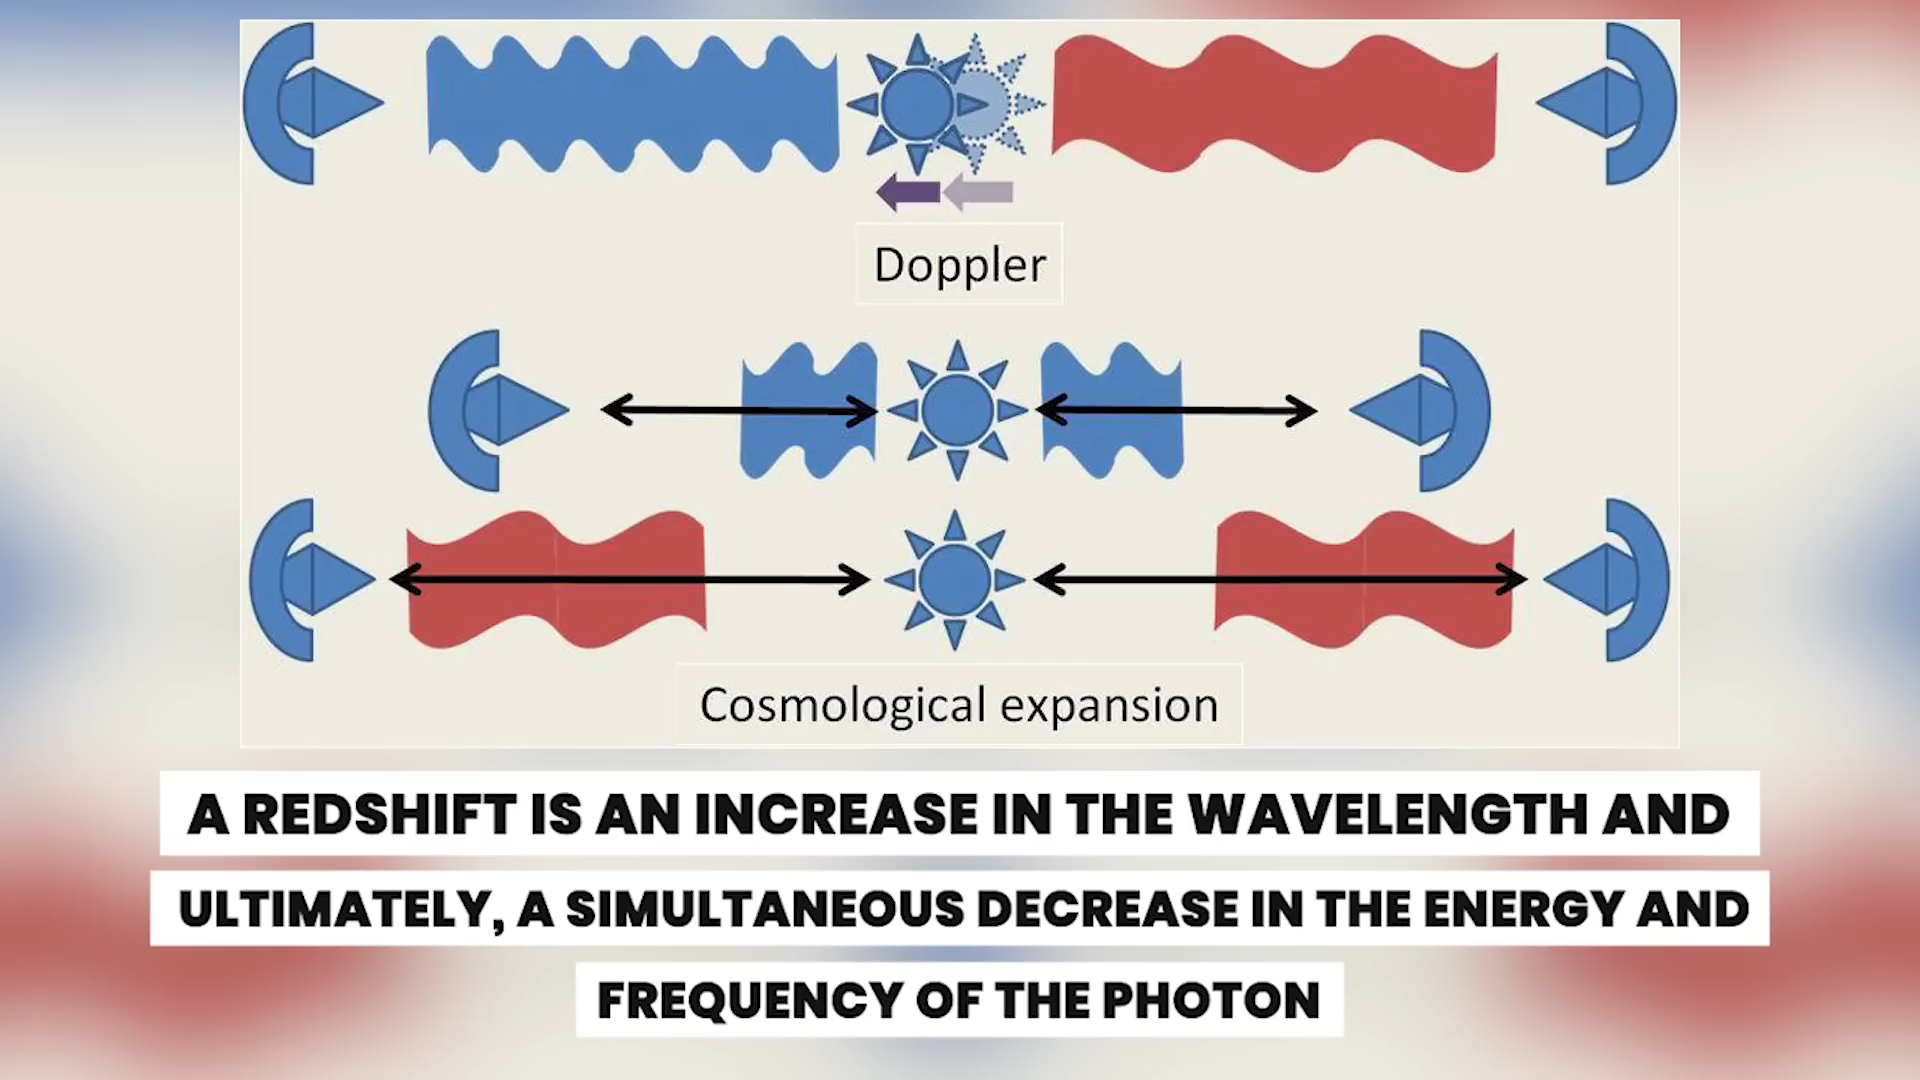 Doppler
Cosmological expansion
A REDSHIFT IS AN INCREASE IN THE WAVELENGTH AND
ULTIMATELY, A SIMULTANEOUS DECREASE IN THE ENERGY AND
FREQUENCY OF THE PHOTON